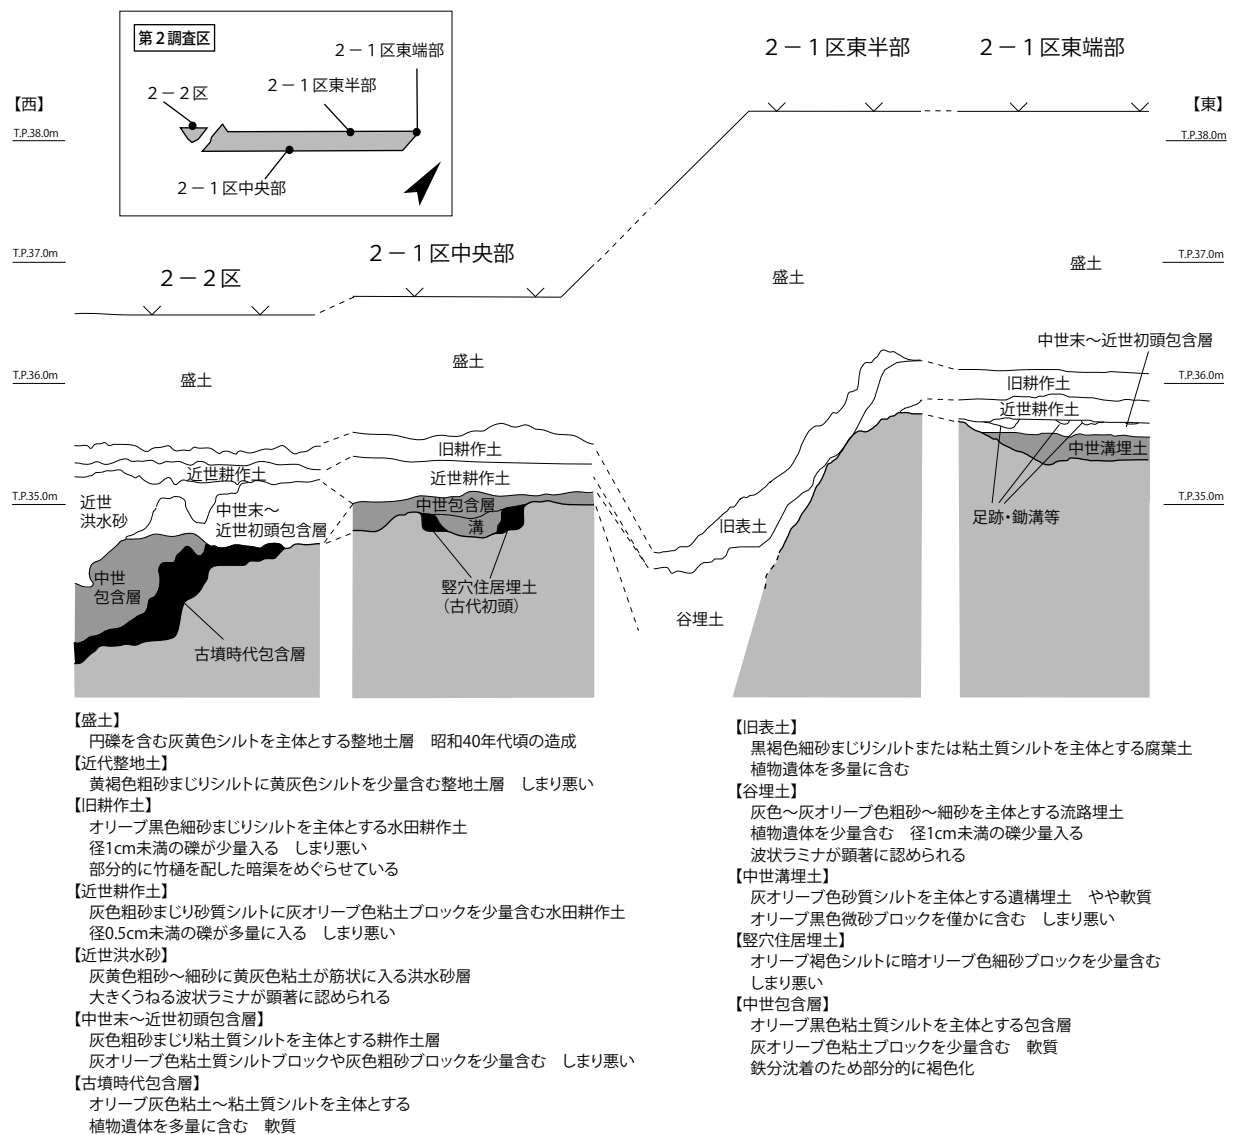 第２調査区
２－１区東端部
２－１区東半部
２－２区
２－１区中央部
２－１区東半部
２－１区東端部
【西】
【東】
T.P.38.0m
T.P.38.0m
T.P.37.0m
T.P.37.0m
２－２区
２－１区中央部
盛土
盛土
中世末～近世初頭包含層
T.P.36.0m
T.P.36.0m
盛土
盛土
旧耕作土
近世耕作土
中世溝埋土
旧耕作土
近世耕作土
近世耕作土
T.P.35.0m
T.P.35.0m
近世
洪水砂
中世末～
近世初頭包含層
中世包含層
溝
旧表土
足跡・鋤溝等
中世
包含層
竪穴住居埋土
（古代初頭）
谷埋土
古墳時代包含層
【盛土】
円礫を含む灰黄色シルトを主体とする整地土層　昭和40年代頃の造成
【近代整地土】
黄褐色粗砂まじりシルトに黄灰色シルトを少量含む整地土層　しまり悪い
【旧耕作土】
オリーブ黒色細砂まじりシルトを主体とする水田耕作土
径1cm未満の礫が少量入る　しまり悪い
部分的に竹樋を配した暗渠をめぐらせている
【近世耕作土】
灰色粗砂まじり砂質シルトに灰オリーブ色粘土ブロックを少量含む水田耕作土
径0.5cm未満の礫が多量に入る　しまり悪い
【近世洪水砂】
灰黄色粗砂～細砂に黄灰色粘土が筋状に入る洪水砂層
大きくうねる波状ラミナが顕著に認められる
【中世末～近世初頭包含層】
灰色粗砂まじり粘土質シルトを主体とする耕作土層
灰オリーブ色粘土質シルトブロックや灰色粗砂ブロックを少量含む　しまり悪い
【古墳時代包含層】
オリーブ灰色粘土～粘土質シルトを主体とする
植物遺体を多量に含む　軟質
【旧表土】
黒褐色細砂まじりシルトまたは粘土質シルトを主体とする腐葉土
植物遺体を多量に含む
【谷埋土】
灰色～灰オリーブ色粗砂～細砂を主体とする流路埋土
植物遺体を少量含む　径1cm未満の礫少量入る
波状ラミナが顕著に認められる
【中世溝埋土】
灰オリーブ色砂質シルトを主体とする遺構埋土　やや軟質
オリーブ黒色微砂ブロックを僅かに含む　しまり悪い
【竪穴住居埋土】
オリーブ褐色シルトに暗オリーブ色細砂ブロックを少量含む
しまり悪い
【中世包含層】
オリーブ黒色粘土質シルトを主体とする包含層
灰オリーブ色粘土ブロックを少量含む　軟質
鉄分沈着のため部分的に褐色化